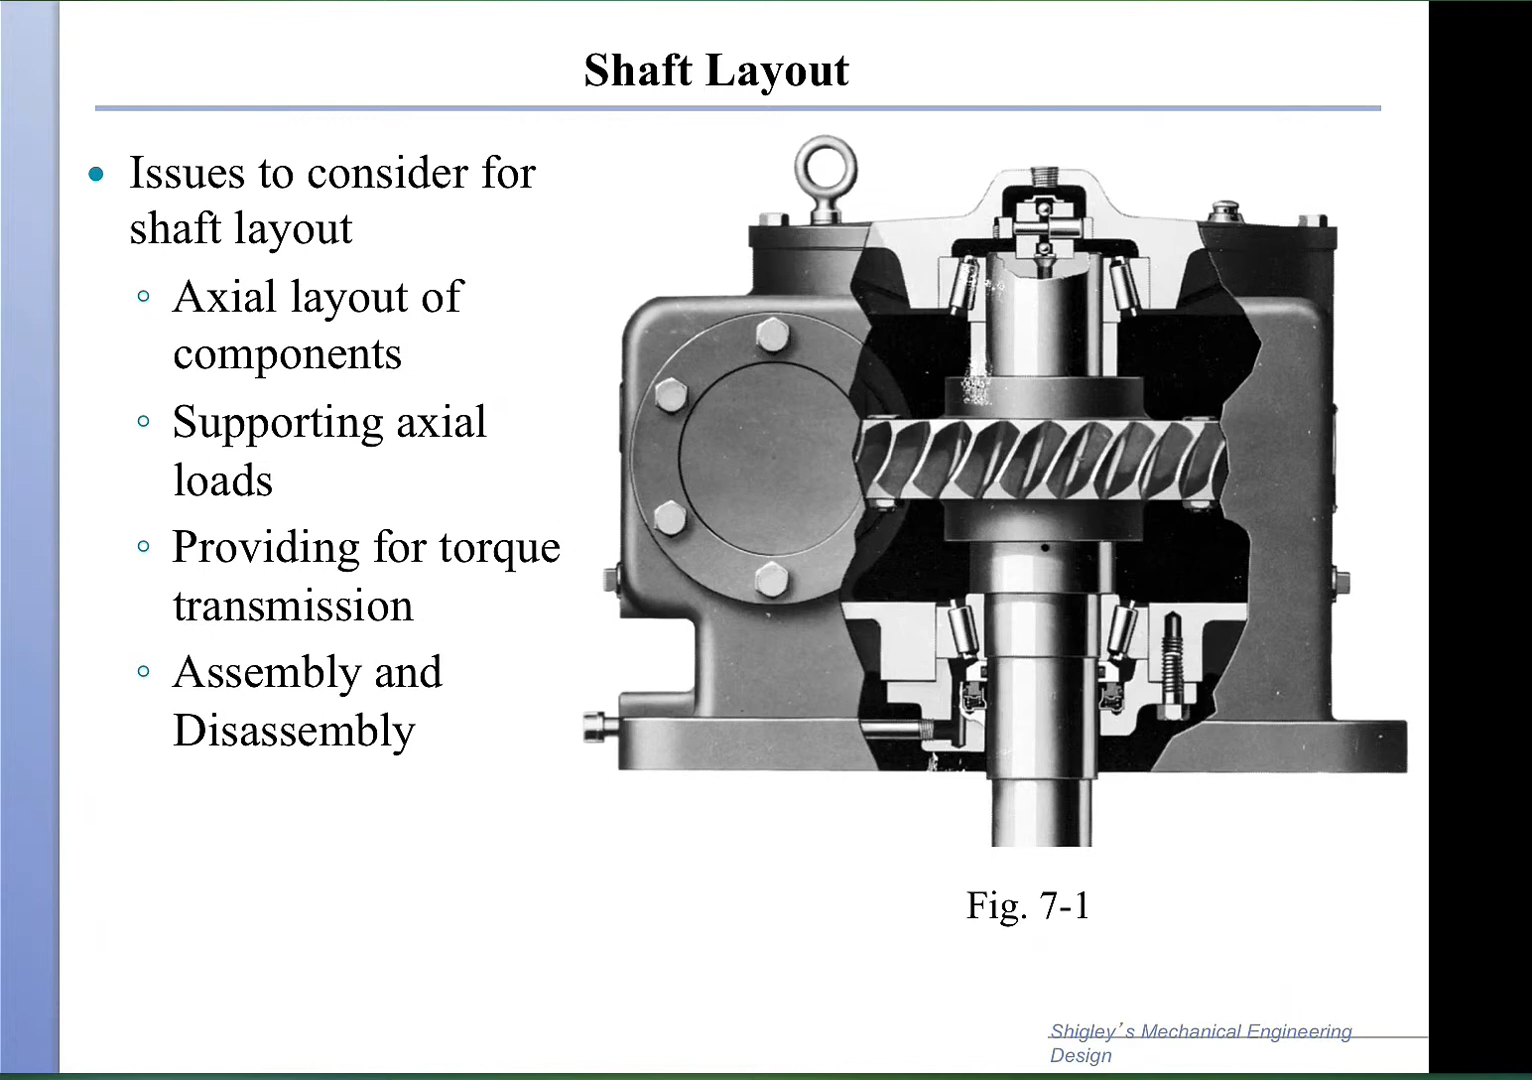 Shaft Layout
Issues to consider for
shaft layout
Axial layout of
components
Supporting axial
loads
Providing for torque
transmission
Assembly and
Disassembly
Fig. 7-1
Shigley’s Mechanical Engineering
Design